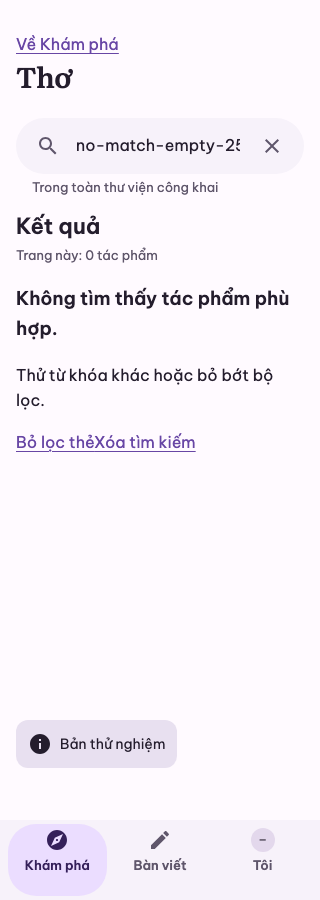 Về Khám phá
Thơ
no-match-empty-25
Trong toàn thư viện công khai
Kết quả
Trang này: 0 tác phẩm
Không tìm thấy tác phẩm phù
hợp.
Thử từ khóa khác hoặc bỏ bớt bộ
lọc.
Bỏ lọc thẻXóa tìm kiếm
Bản thử nghiệm
Khám phá
Bàn viết
Tôi